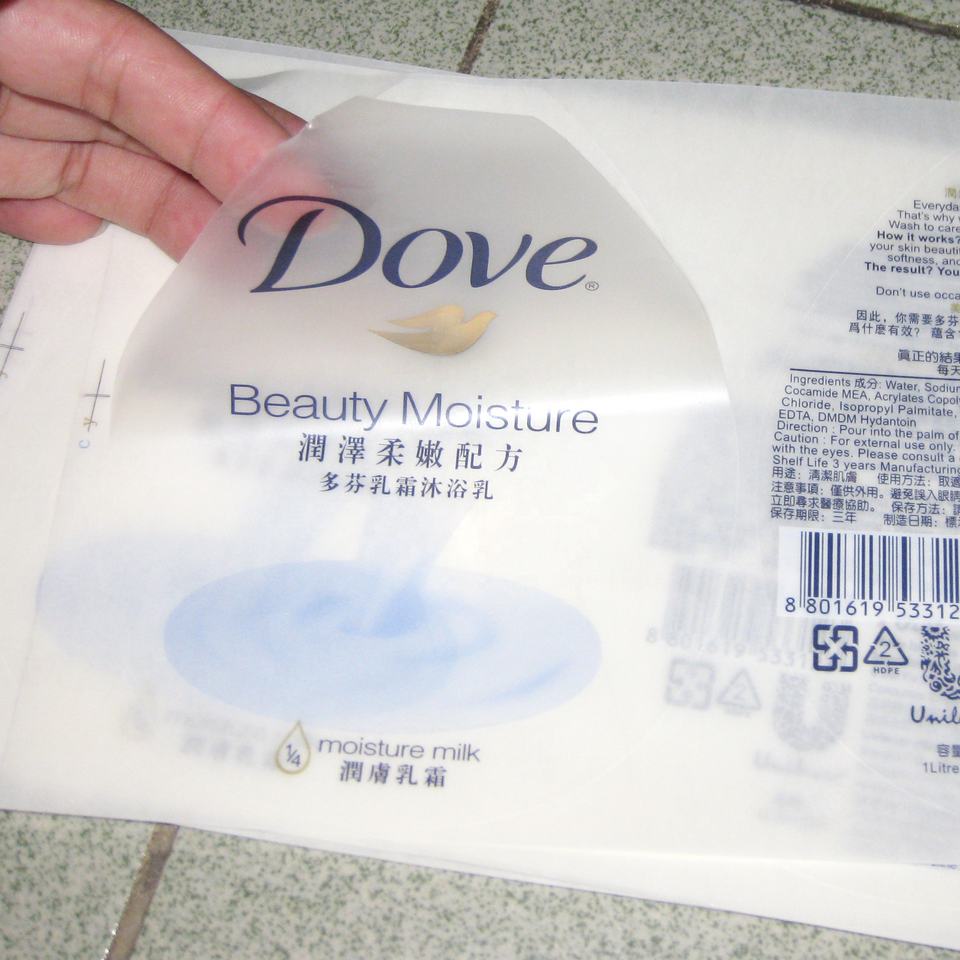 Dove®
Beauty Moisture
潤澤柔嫩配方
多芬乳霜沐浴乳
1/4
moisture milk
潤膚乳霜
c y
Everyda
That's why
Wash to care
How it works?
your skin beauti
softness, and
The result? You
Don't use occa
因此，你需要多芬
爲什麽有效？ 蘊含
眞正的結果
每天
Ingredients 成分: Water, Sodium
Cocamide MEA, Acrylates Copoly
Chloride, Isopropyl Palmitate,
EDTA, DMDM Hydantoin
Direction : Pour into the palm of
Caution : For external use only.
with the eyes. Please consult a
Shelf Life 3 years Manufacturing
用途：清潔肌膚 使用方法：取適
注意事項：僅供外用。避免誤入眼睛
立即尋求醫療協助。 保存方法：
保存期限：三年 制造日期：標
8 801619 53312
2
HDPE
Unil
容量
1Litre